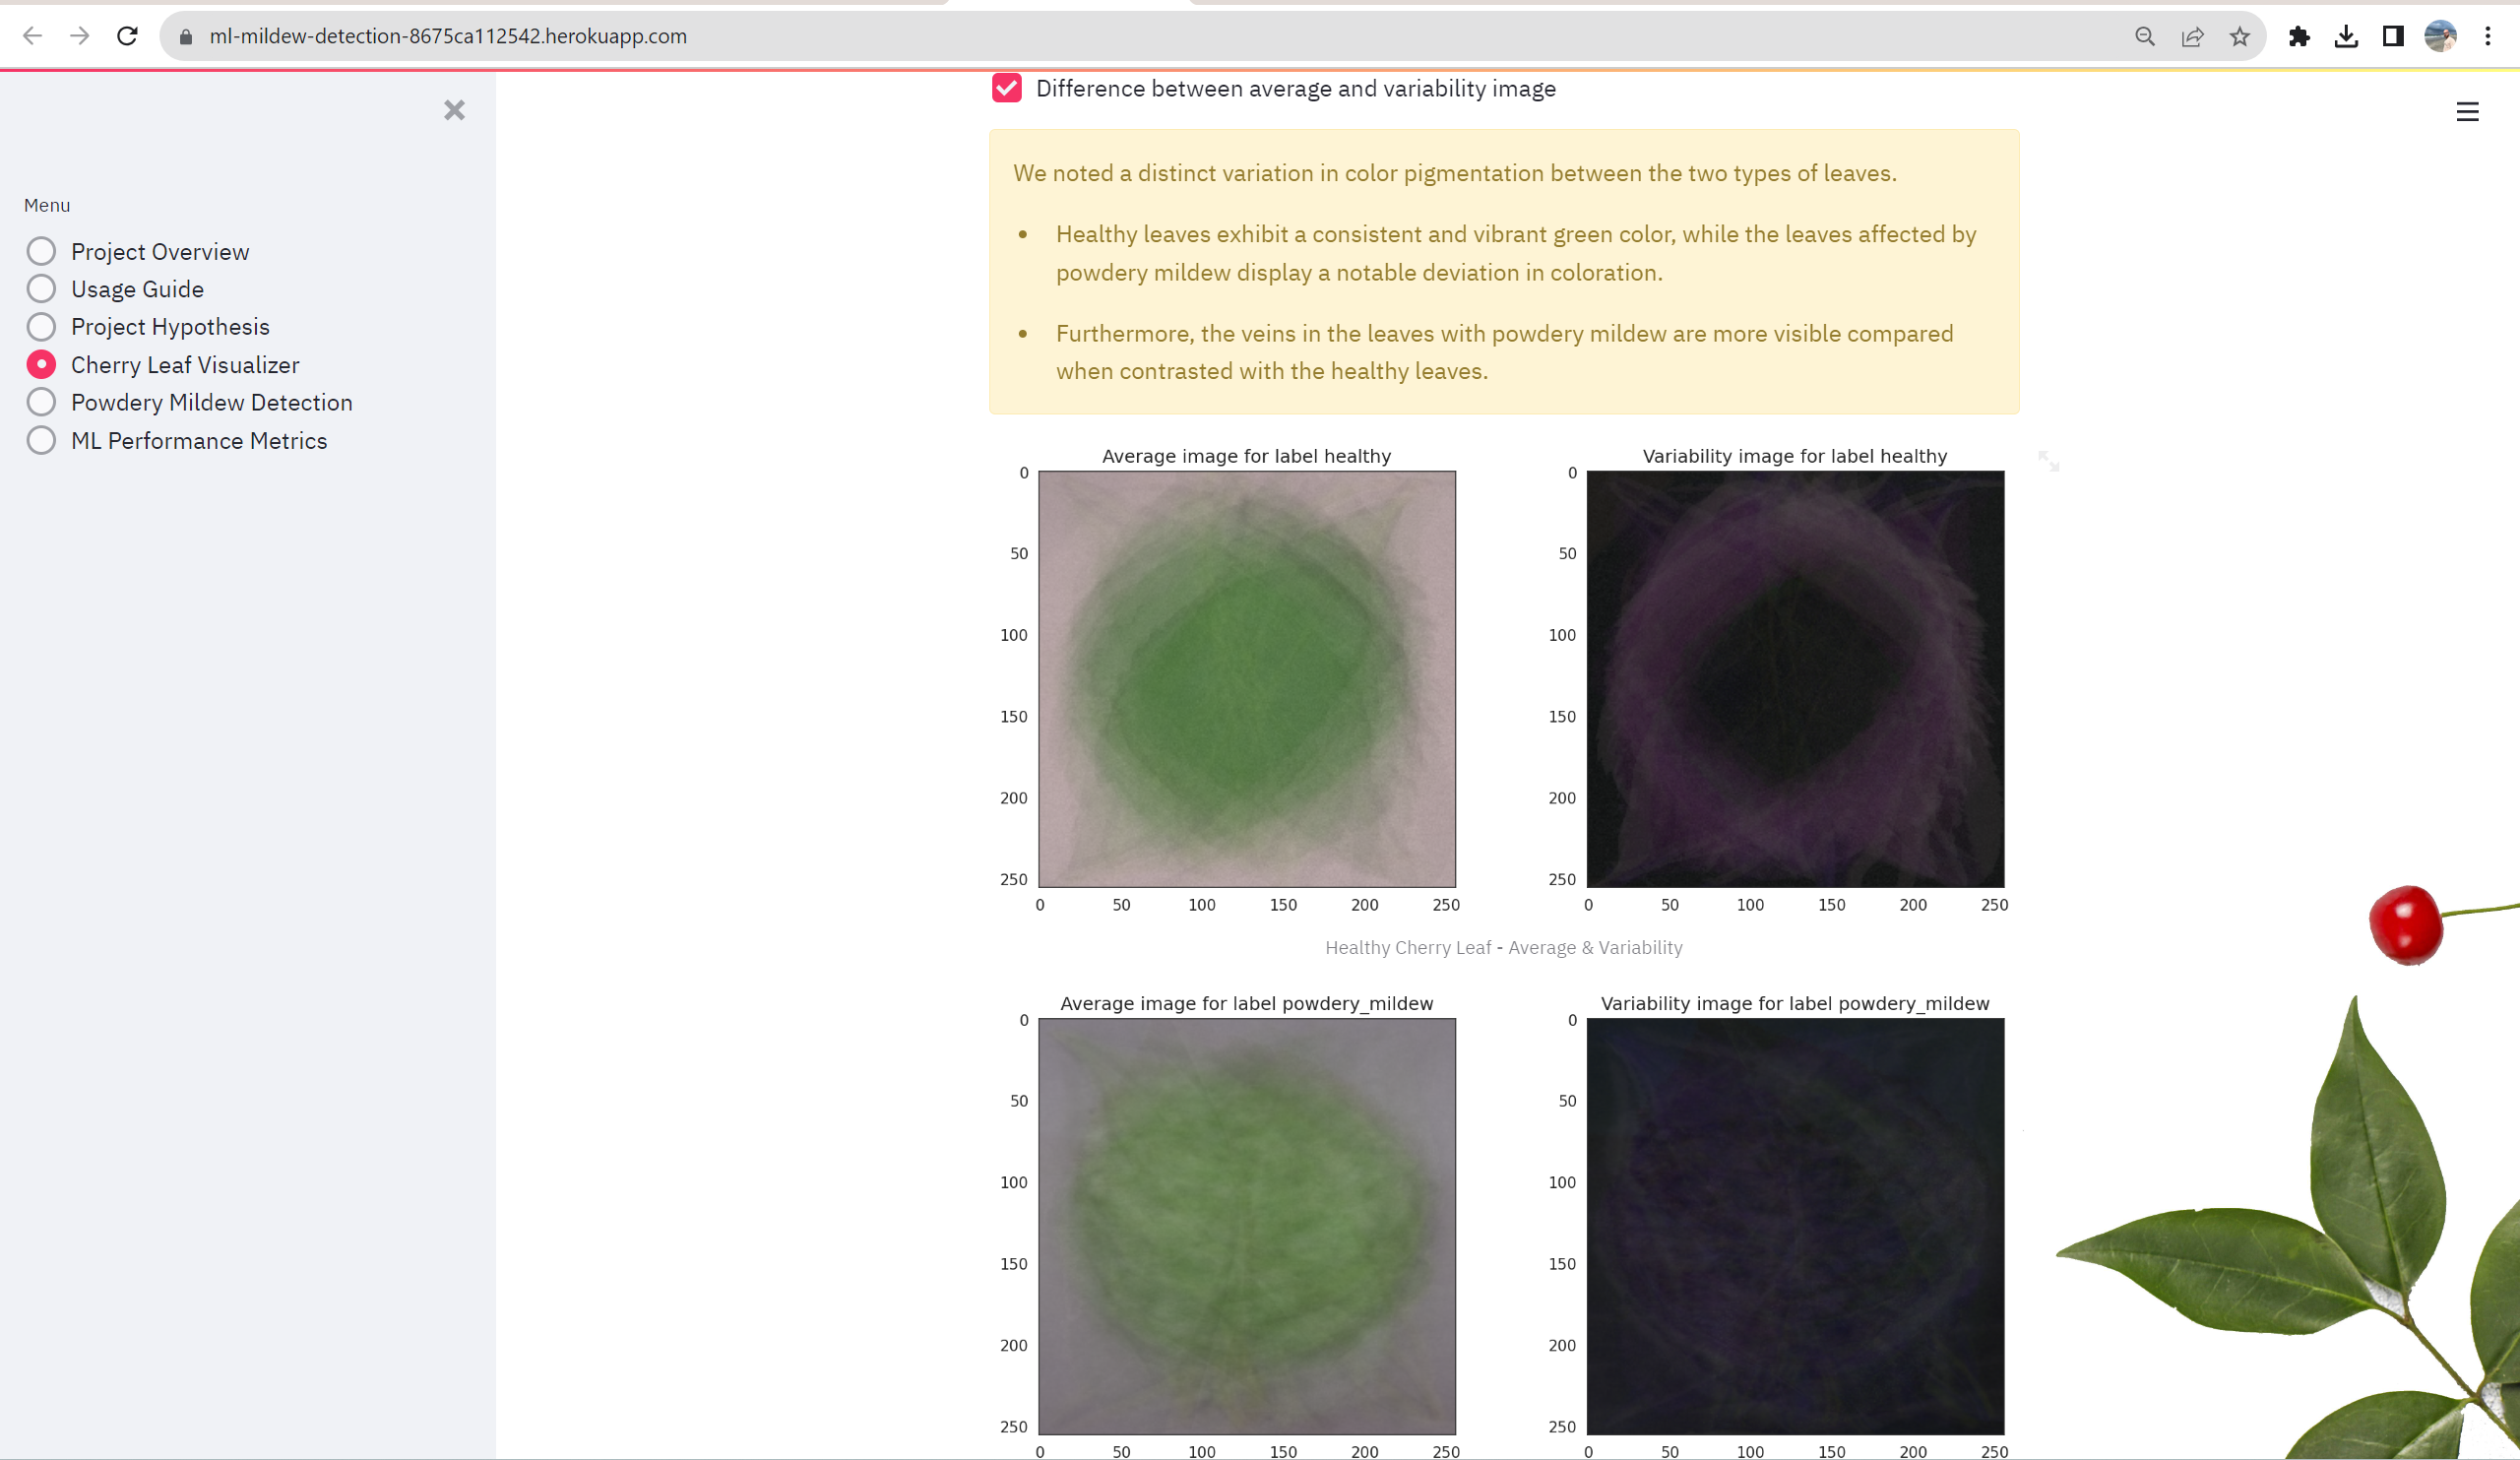 ml-mildew-detection-8675ca112542.herokuapp.com
Menu
Project Overview
Usage Guide
Project Hypothesis
Cherry Leaf Visualizer
Powdery Mildew Detection
ML Performance Metrics
Difference between average and variability image
We noted a distinct variation in color pigmentation between the two types of leaves.
• Healthy leaves exhibit a consistent and vibrant green color, while the leaves affected by
powdery mildew display a notable deviation in coloration.
• Furthermore, the veins in the leaves with powdery mildew are more visible compared
when contrasted with the healthy leaves.
Average image for label healthy
0
50
100
150
200
250
0 50 100 150 200 250
Variability image for label healthy
0
50
100
150
200
250
0 50 100 150 200 250
Healthy Cherry Leaf - Average & Variability
Average image for label powdery_mildew
0
50
100
150
200
250
0 50 100 150 200 250
Variability image for label powdery_mildew
0
50
100
150
200
250
0 50 100 150 200 250